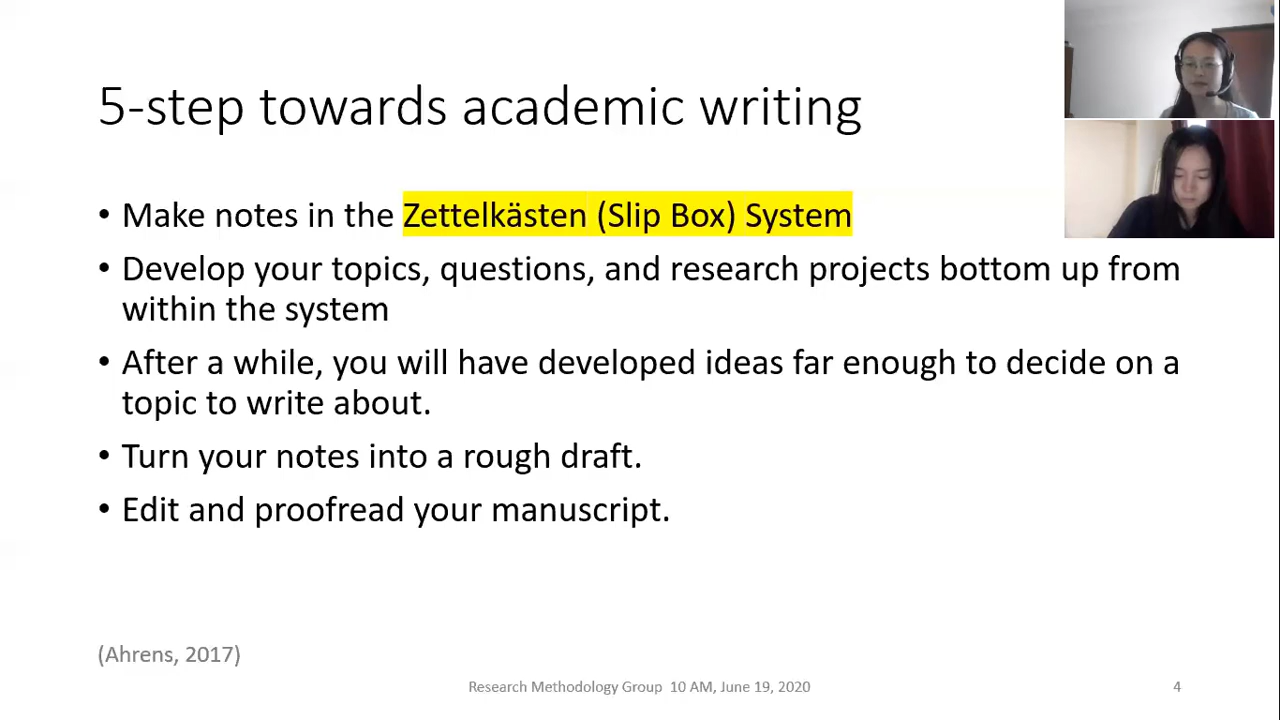 5-step towards academic writing
• Make notes in the Zettelkästen (Slip Box) System
• Develop your topics, questions, and research projects bottom up from
within the system
• After a while, you will have developed ideas far enough to decide on a
topic to write about.
• Turn your notes into a rough draft.
• Edit and proofread your manuscript.
(Ahrens, 2017)
Research Methodology Group 10 AM, June 19, 2020
4